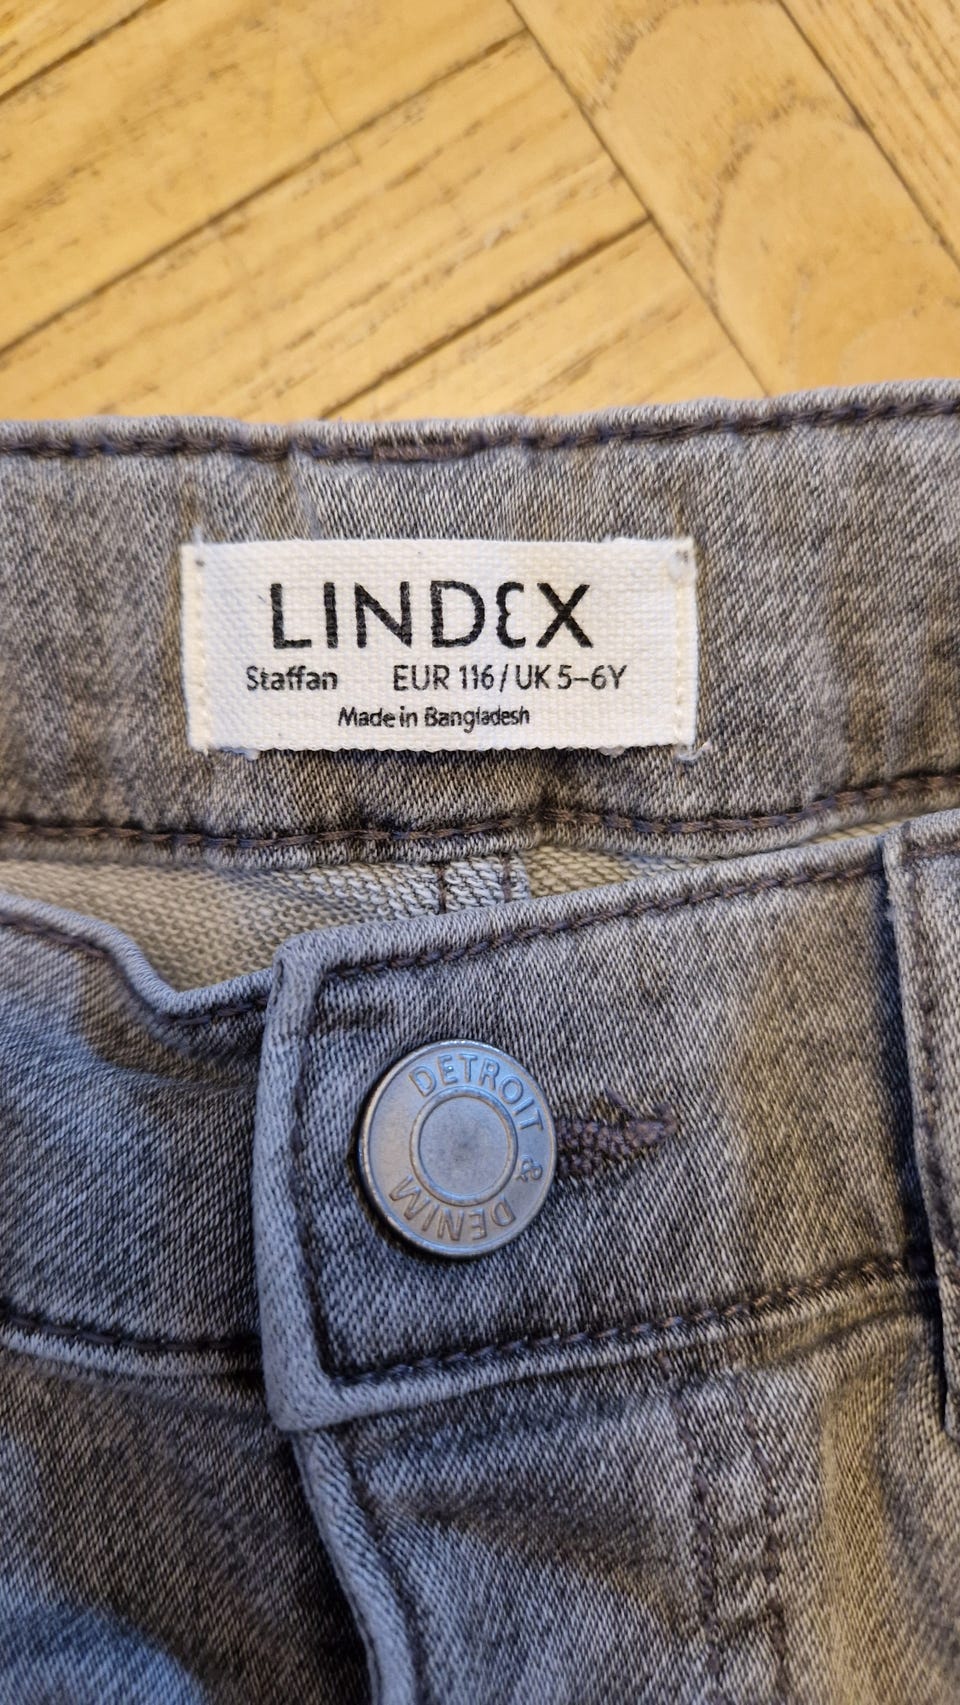 LINDEX
Staffan EUR 116 / UK 5–6Y
Made in Bangladesh
DETROIT & DENIM